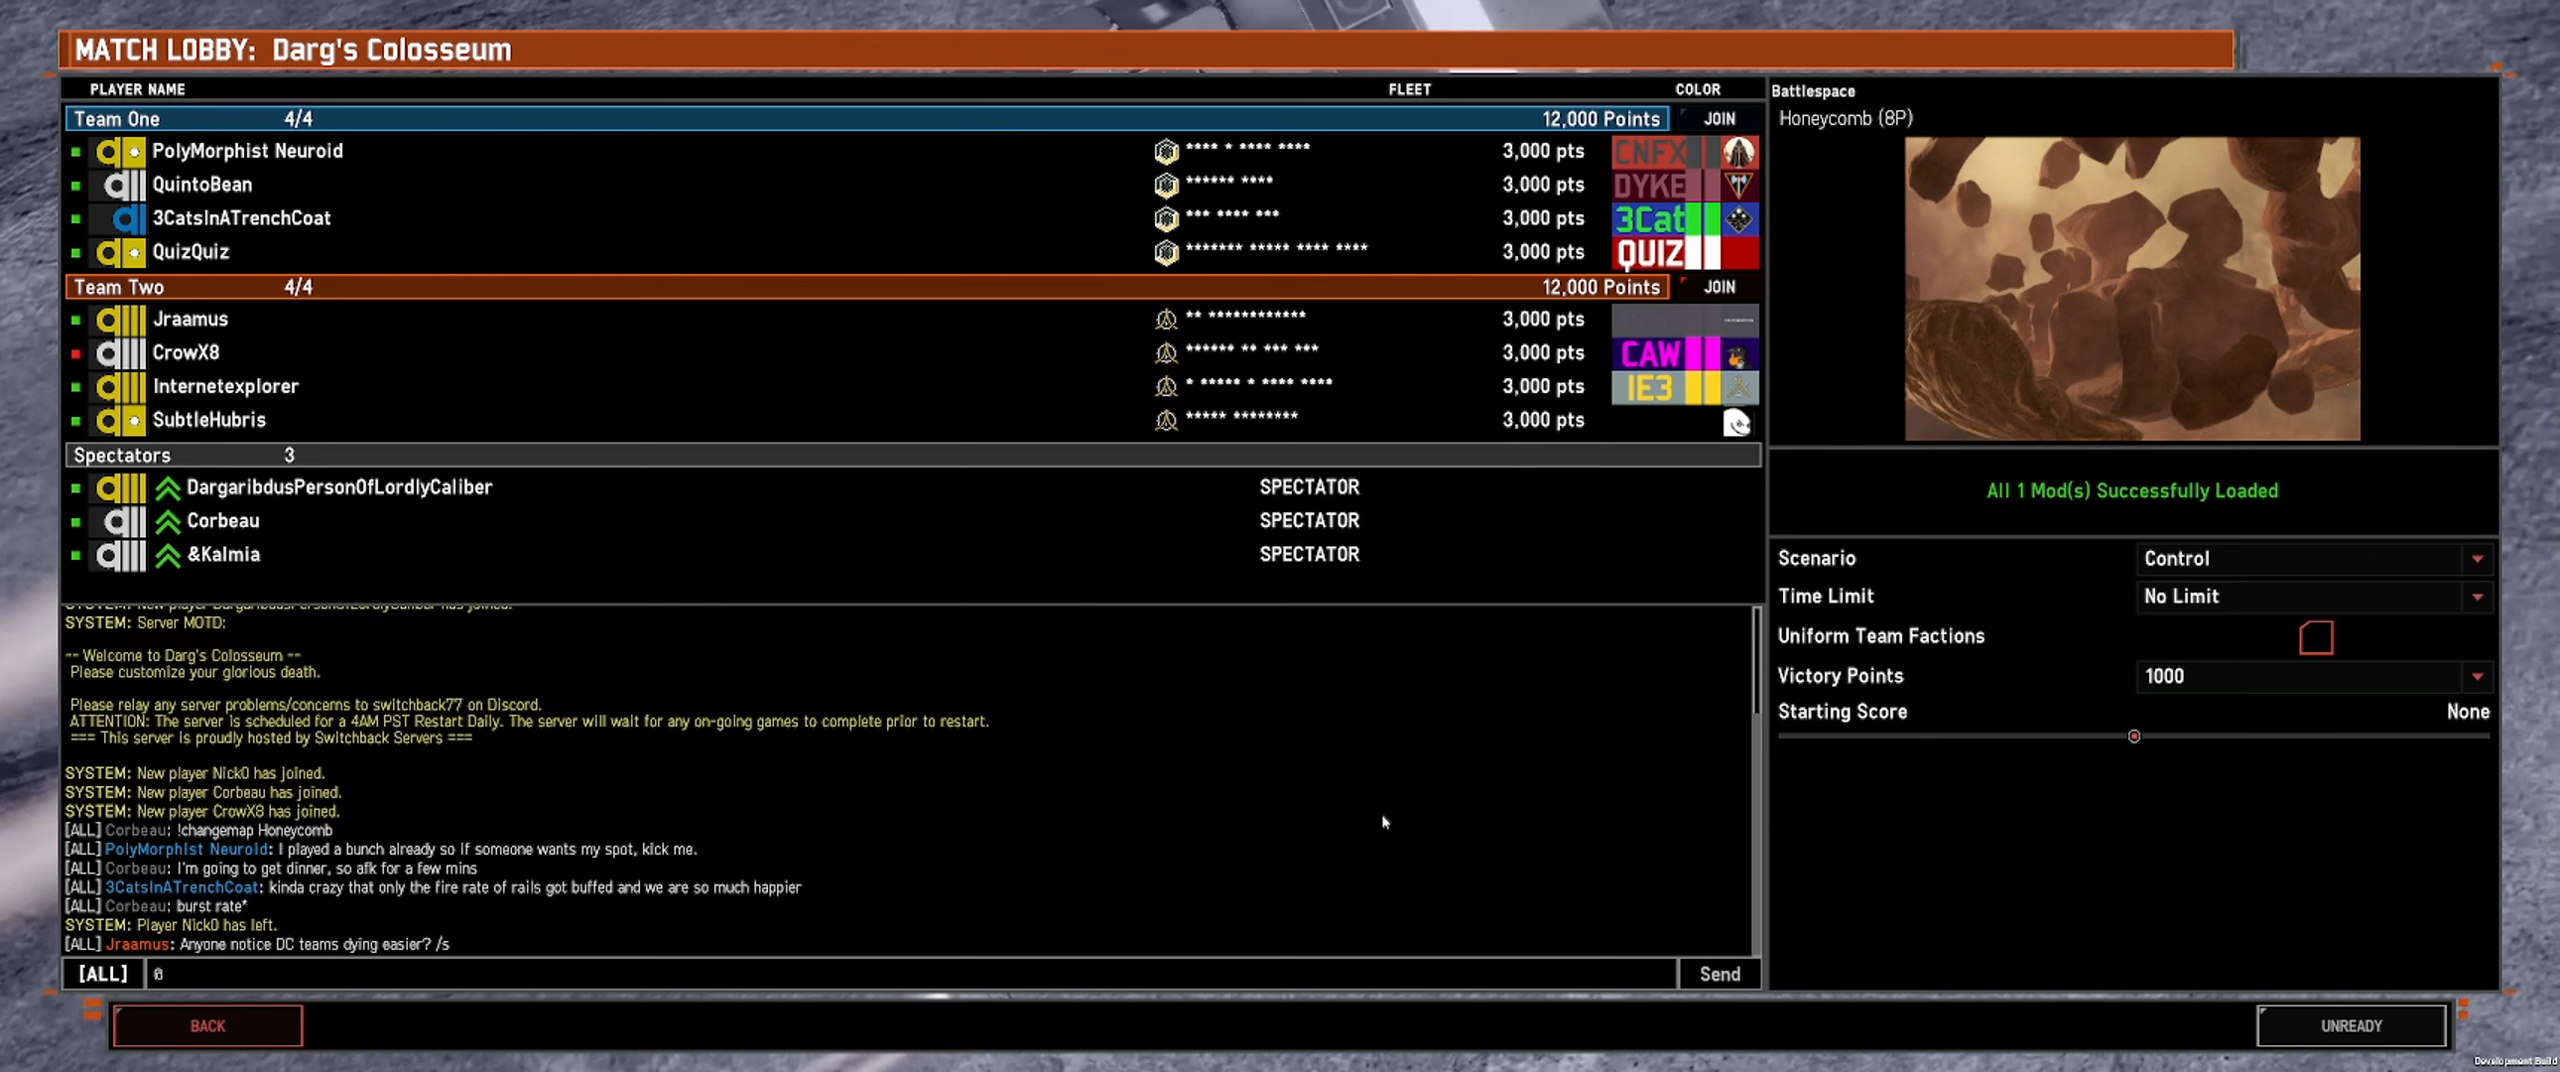 MATCH LOBBY: Darg's Colosseum
PLAYER NAME FLEET COLOR
Team One 4/4 12,000 Points JOIN
PolyMorphist Neuroid **** * **** **** 3,000 pts CNFX
QuintoBean ****** **** 3,000 pts DYKE
3CatsInATrenchCoat *** **** *** 3,000 pts 3Cat
QuizQuiz ******* ***** **** **** 3,000 pts QUIZ
Team Two 4/4 12,000 Points JOIN
Jraamus ** ************ 3,000 pts
CrowX8 ****** ** *** *** 3,000 pts CAW
Internetexplorer * ***** * **** **** 3,000 pts IE3
SubtleHubris ***** ******** 3,000 pts
Spectators 3
DargaribdusPersonOfLordlyCaliber SPECTATOR
Corbeau SPECTATOR
&Kalmia SPECTATOR
SYSTEM: New player DargaribdusPersonOfLordlyCaliber has joined.
SYSTEM: Server MOTD:
-- Welcome to Darg's Colosseum --
Please customize your glorious death.
Please relay any server problems/concerns to switchback77 on Discord.
ATTENTION: The server is scheduled for a 4AM PST Restart Daily. The server will wait for any on-going games to complete prior to restart.
=== This server is proudly hosted by Switchback Servers ===
SYSTEM: New player Nick0 has joined.
SYSTEM: New player Corbeau has joined.
SYSTEM: New player CrowX8 has joined.
[ALL] Corbeau: !changemap Honeycomb
[ALL] PolyMorphist Neuroid: I played a bunch already so if someone wants my spot, kick me.
[ALL] Corbeau: I'm going to get dinner, so afk for a few mins
[ALL] 3CatsInATrenchCoat: kinda crazy that only the fire rate of rails got buffed and we are so much happier
[ALL] Corbeau: burst rate*
SYSTEM: Player Nick0 has left.
[ALL] Jraamus: Anyone notice DC teams dying easier? /s
[ALL] Send
BACK
UNREADY
Battlespace
Honeycomb (8P)
All 1 Mod(s) Successfully Loaded
Scenario Control
Time Limit No Limit
Uniform Team Factions
Victory Points 1000
Starting Score None
Development Build